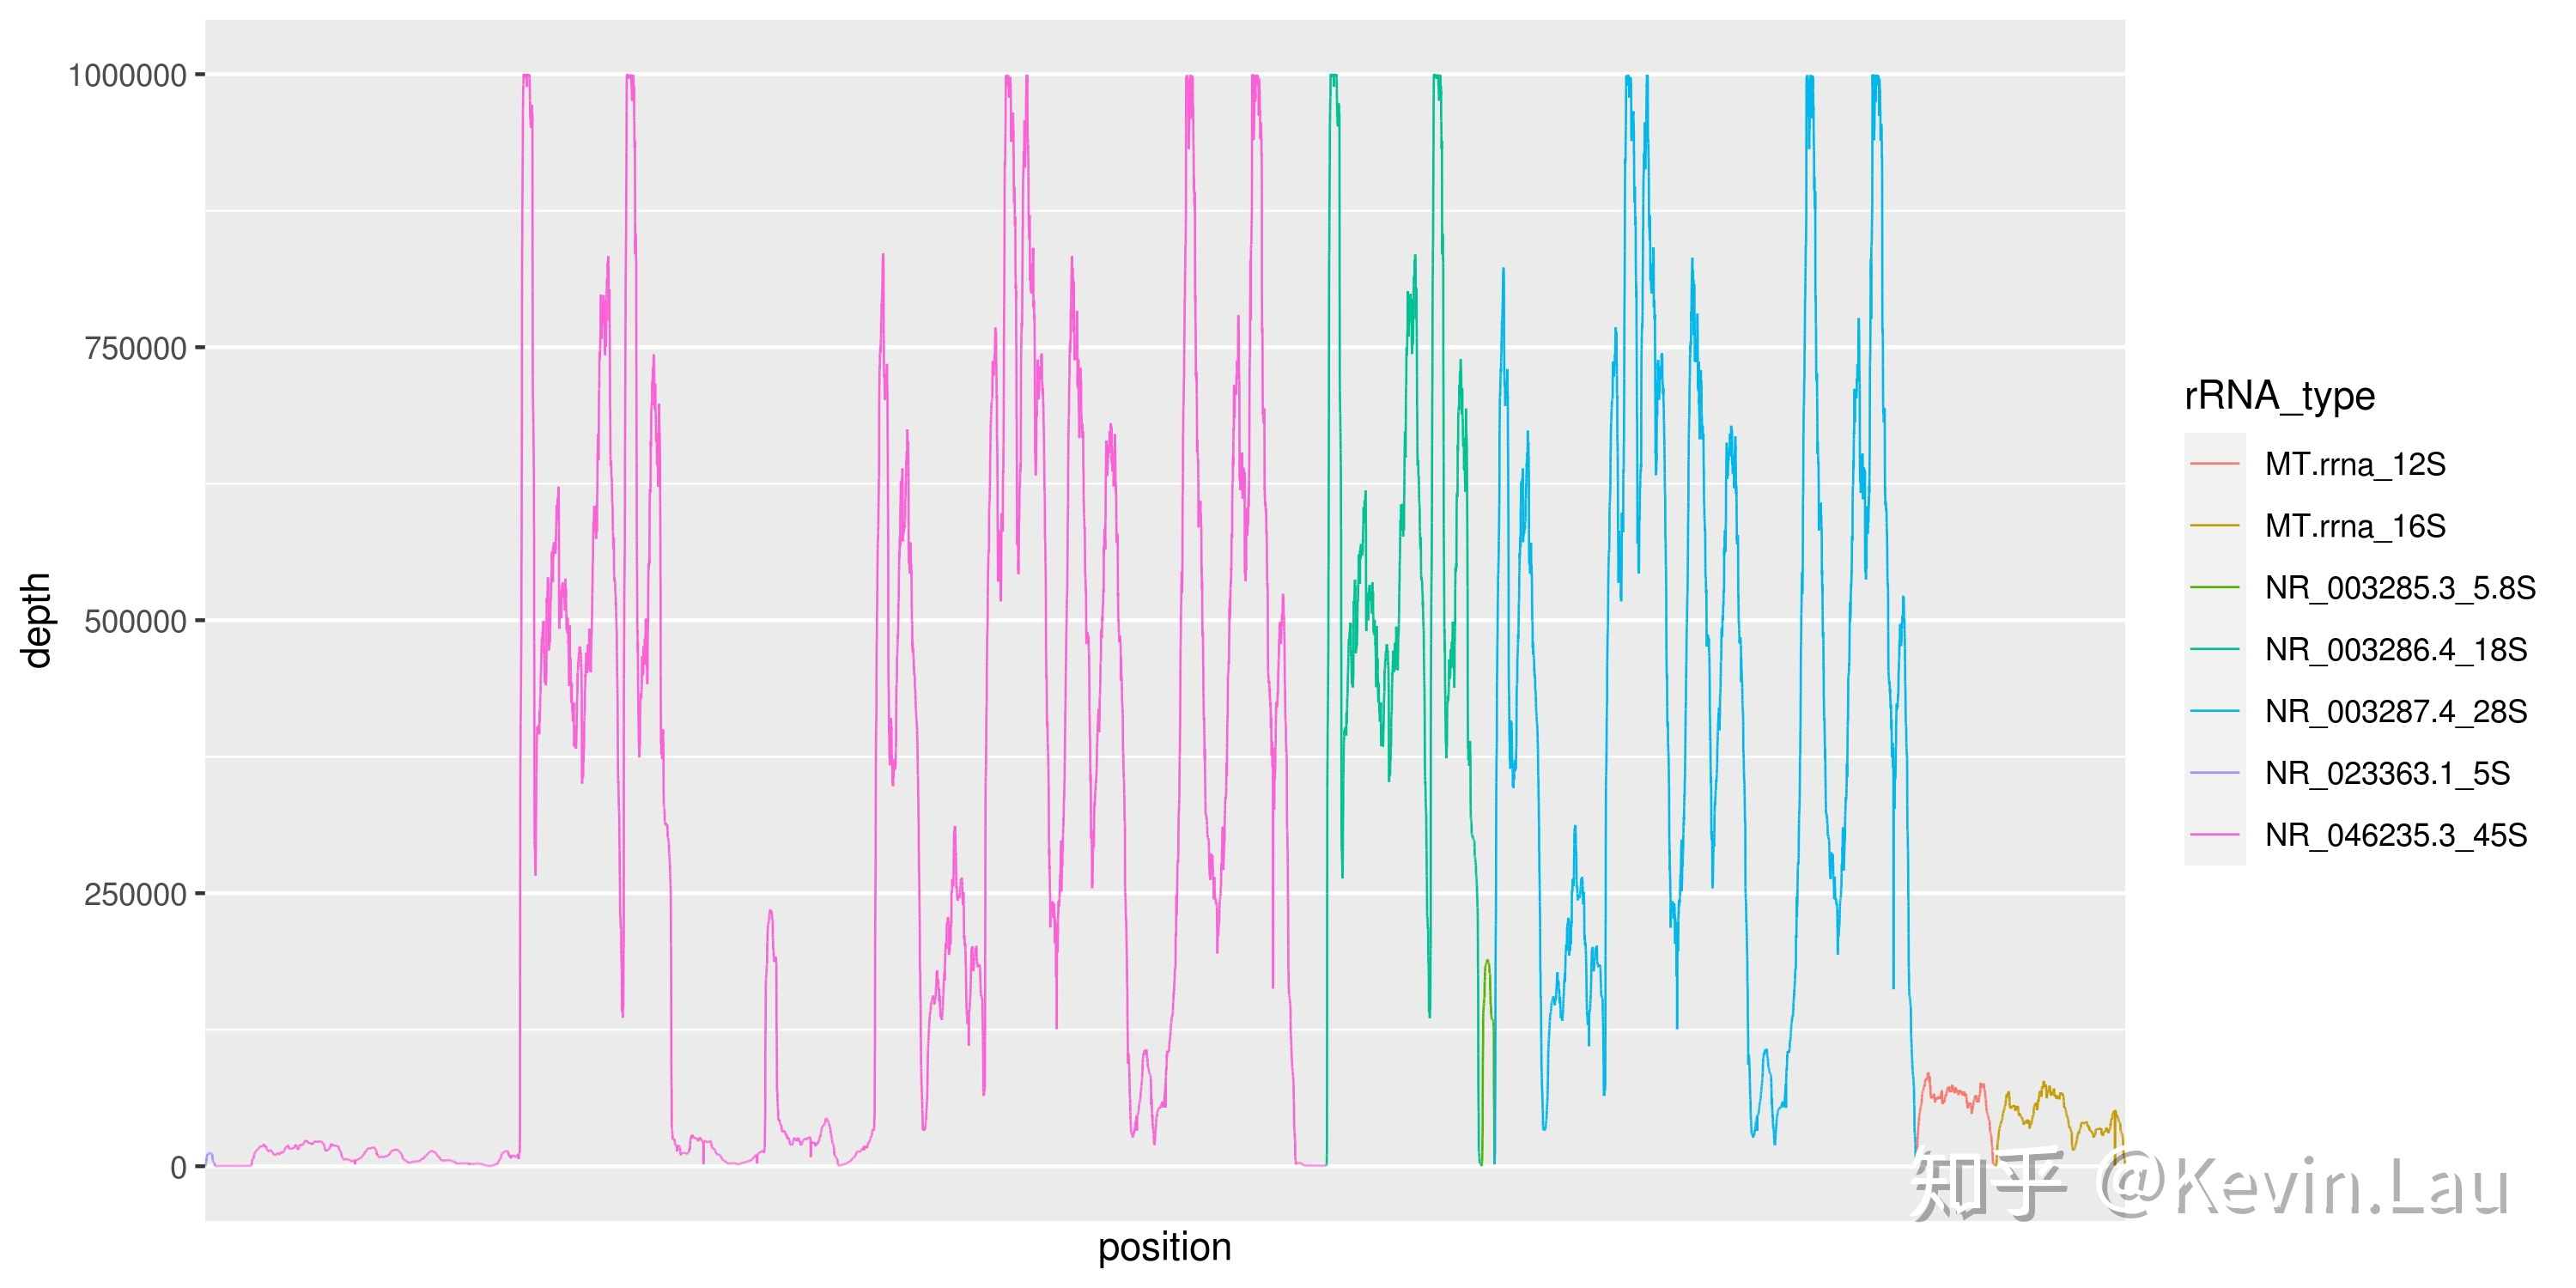 1000000
750000
500000
250000
0
depth
position
rRNA_type
MT.rrna_12S
MT.rrna_16S
NR_003285.3_5.8S
NR_003286.4_18S
NR_003287.4_28S
NR_023363.1_5S
NR_046235.3_45S
知乎 @Kevin.Lau